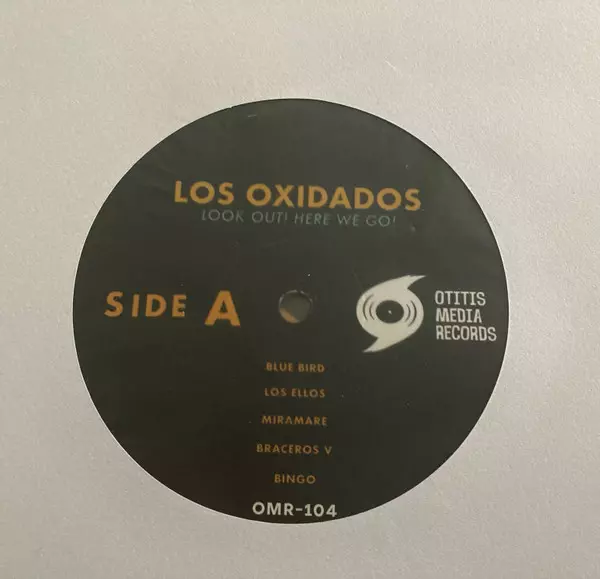 LOS OXIDADOS
LOOK OUT! HERE WE GO!
SIDE A
OTITIS
MEDIA
RECORDS
BLUE BIRD
LOS ELLOS
MIRAMARE
BRACEROS V
BINGO
OMR-104